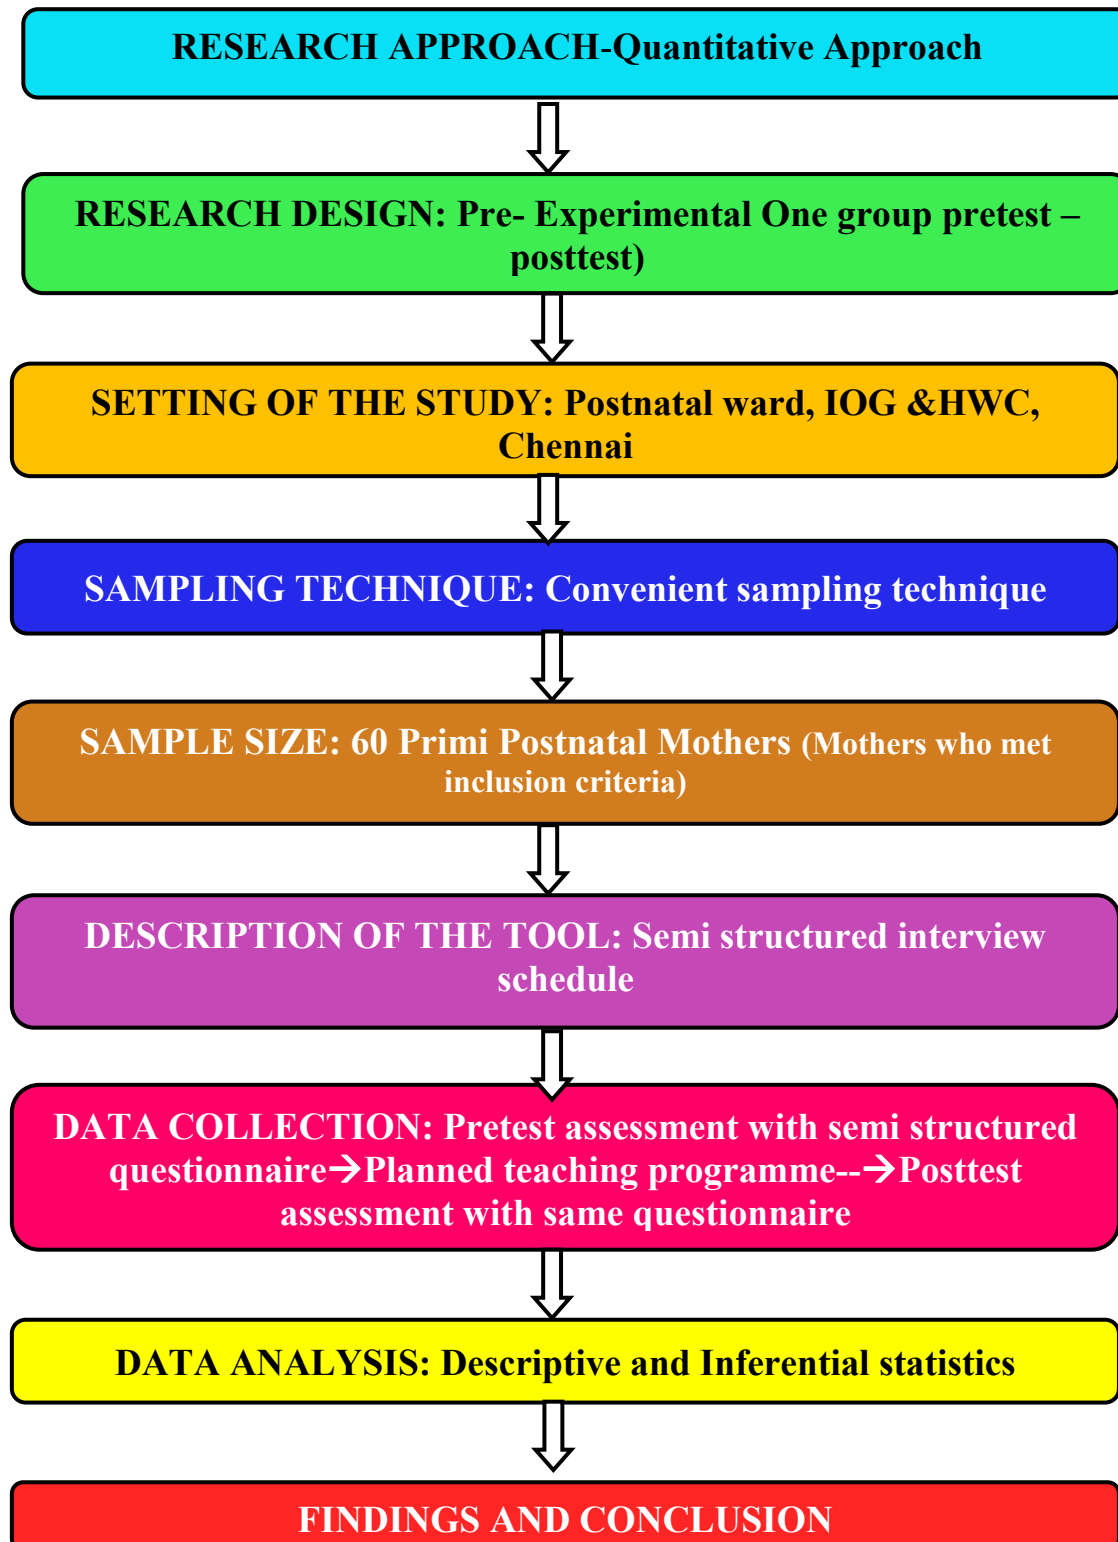 RESEARCH APPROACH-Quantitative Approach
RESEARCH DESIGN: Pre- Experimental One group pretest –
posttest)
SETTING OF THE STUDY: Postnatal ward, IOG &HWC,
Chennai
SAMPLING TECHNIQUE: Convenient sampling technique
SAMPLE SIZE: 60 Primi Postnatal Mothers (Mothers who met
inclusion criteria)
DESCRIPTION OF THE TOOL: Semi structured interview
schedule
DATA COLLECTION: Pretest assessment with semi structured
questionnaire→Planned teaching programme--→Posttest
assessment with same questionnaire
DATA ANALYSIS: Descriptive and Inferential statistics
FINDINGS AND CONCLUSION